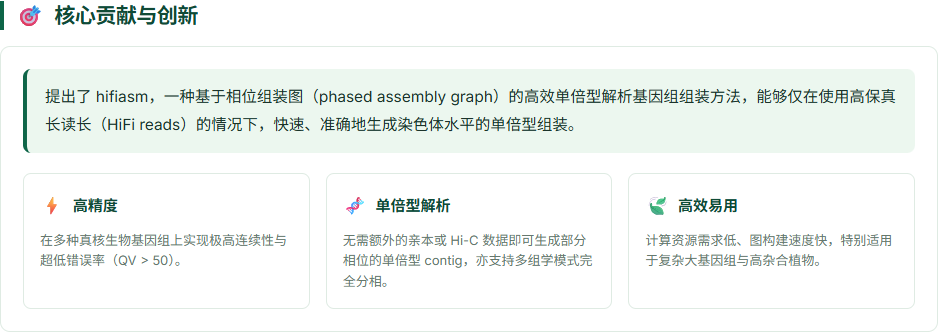 核心贡献与创新
提出了 hifiasm，一种基于相位组装图（phased assembly graph）的高效单倍型解析基因组组装方法，能够仅在使用高保真
长读长（HiFi reads）的情况下，快速、准确地生成染色体水平的单倍型组装。
高精度
在多种真核生物基因组上实现极高连续性与
超低错误率（QV > 50）。
单倍型解析
无需额外的亲本或 Hi-C 数据即可生成部分
相位的单倍型 contig，亦支持多组学模式完
全分相。
高效易用
计算资源需求低、图构建速度快，特别适用
于复杂大基因组与高杂合植物。